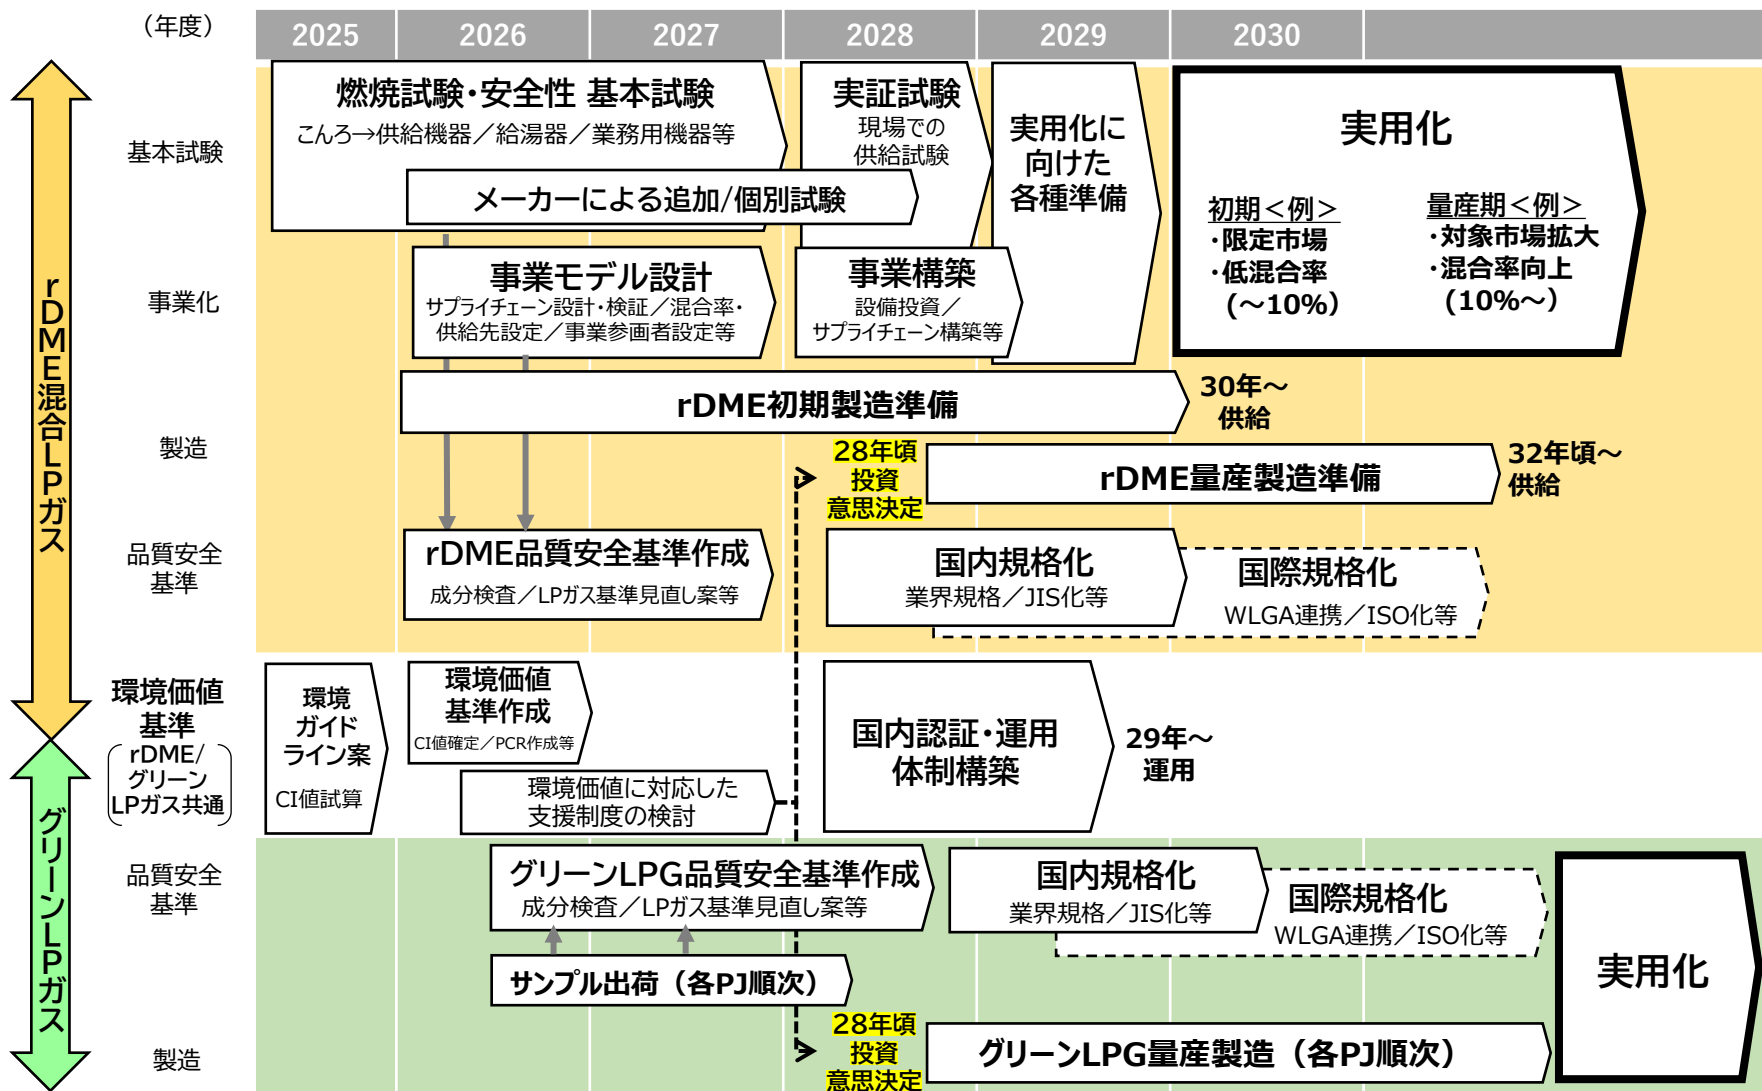 （年度）
2025
2026
2027
2028
2029
2030
rDME混合LPガス
グリーンLPガス
基本試験
燃焼試験・安全性 基本試験
こんろ→供給機器／給湯器／業務用機器等
メーカーによる追加/個別試験
実証試験
現場での
供給試験
実用化に
向けた
各種準備
実用化
初期＜例＞
・限定市場
・低混合率
（～10%）
量産期＜例＞
・対象市場拡大
・混合率向上
（10%～）
事業化
事業モデル設計
サプライチェーン設計・検証／混合率・
供給先設定／事業参画者設定等
事業構築
設備投資／
サプライチェーン構築等
製造
rDME初期製造準備
30年～
供給
28年頃
投資
意思決定
rDME量産製造準備
32年頃～
供給
品質安全
基準
rDME品質安全基準作成
成分検査／LPガス基準見直し案等
国内規格化
業界規格／JIS化等
国際規格化
WLGA連携／ISO化等
環境価値
基準
rDME/
グリーン
LPガス共通
環境
ガイド
ライン案
CI値試算
環境価値
基準作成
CI値確定／PCR作成等
環境価値に対応した
支援制度の検討
国内認証・運用
体制構築
29年～
運用
品質安全
基準
グリーンLPG品質安全基準作成
成分検査／LPガス基準見直し案等
国内規格化
業界規格／JIS化等
国際規格化
WLGA連携／ISO化等
実用化
サンプル出荷（各PJ順次）
製造
28年頃
投資
意思決定
グリーンLPG量産製造（各PJ順次）